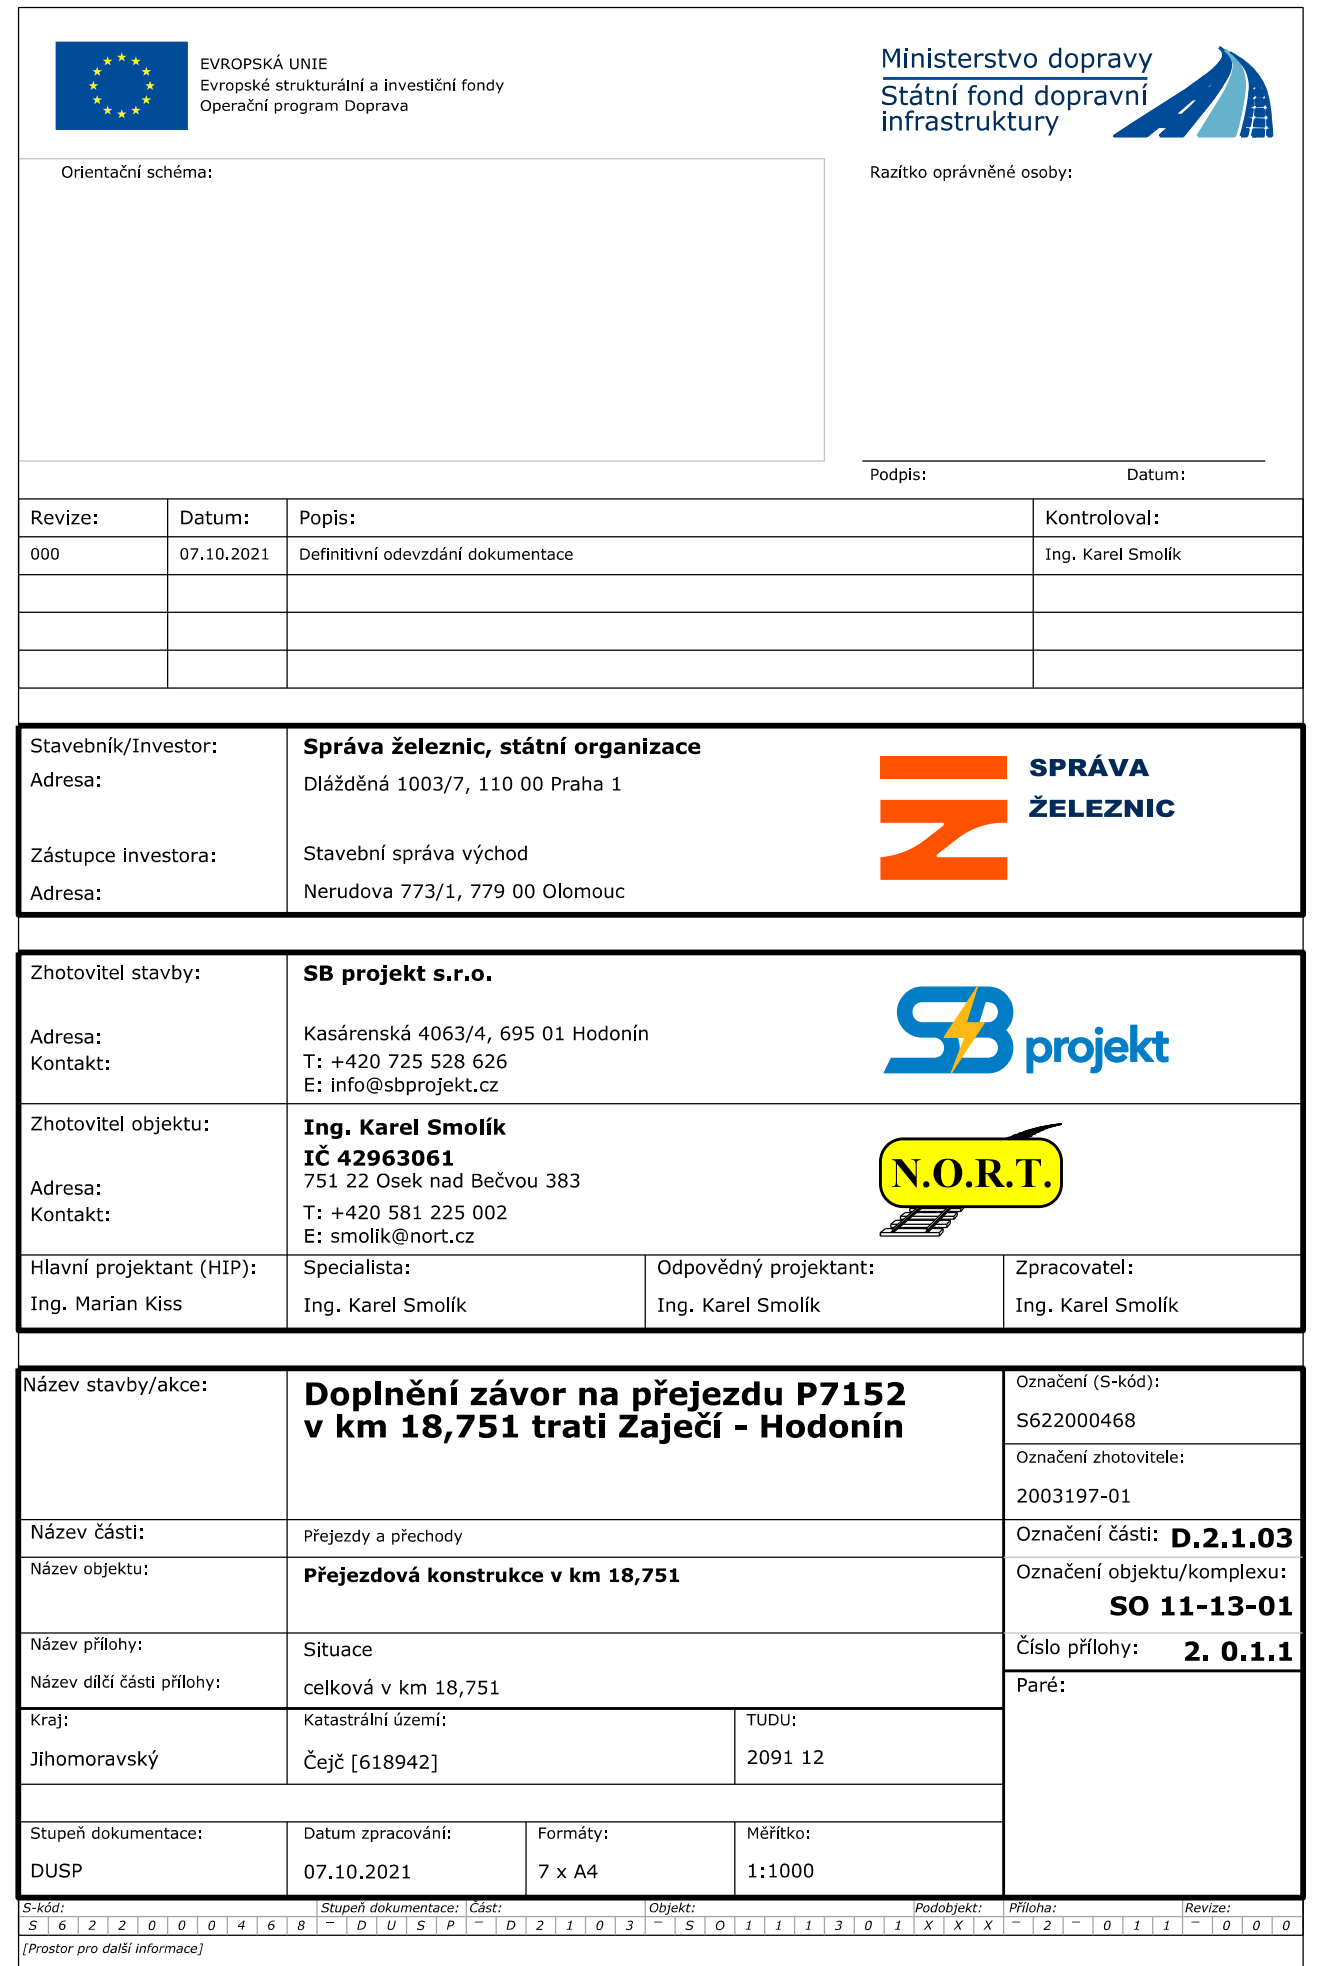 EVROPSKÁ UNIE
Evropské strukturální a investiční fondy
Operační program Doprava
Ministerstvo dopravy
Státní fond dopravní
infrastruktury
Orientační schéma:
Razítko oprávněné osoby:
Podpis: Datum:
Revize: Datum: Popis: Kontroloval:
000 07.10.2021 Definitivní odevzdání dokumentace Ing. Karel Smolík
Stavebník/Investor: Správa železnic, státní organizace
Adresa: Dlážděná 1003/7, 110 00 Praha 1
SPRÁVA
ŽELEZNIC
Zástupce investora: Stavební správa východ
Adresa: Nerudova 773/1, 779 00 Olomouc
Zhotovitel stavby: SB projekt s.r.o.
SB projekt
Adresa: Kasárenská 4063/4, 695 01 Hodonín
Kontakt: T: +420 725 528 626
E: info@sbprojekt.cz
Zhotovitel objektu: Ing. Karel Smolík
IČ 42963061
N.O.R.T.
Adresa: 751 22 Osek nad Bečvou 383
Kontakt: T: +420 581 225 002
E: smolik@nort.cz
Hlavní projektant (HIP): Specialista: Odpovědný projektant: Zpracovatel:
Ing. Marian Kiss Ing. Karel Smolík Ing. Karel Smolík Ing. Karel Smolík
Název stavby/akce: Doplnění závor na přejezdu P7152
v km 18,751 trati Zaječí - Hodonín
Označení (S-kód):
S622000468
Označení zhotovitele:
2003197-01
Název části: Přejezdy a přechody Označení části: D.2.1.03
Název objektu: Přejezdová konstrukce v km 18,751 Označení objektu/komplexu:
SO 11-13-01
Název přílohy: Situace Číslo přílohy: 2. 0.1.1
Název dílčí části přílohy: celková v km 18,751 Paré:
Kraj: Katastrální území: TUDU:
Jihomoravský Čejč [618942] 2091 12
Stupeň dokumentace: Datum zpracování: Formáty: Měřítko:
DUSP 07.10.2021 7 x A4 1:1000
S-kód: Stupeň dokumentace: Část: Objekt: Podobjekt: Příloha: Revize:
S 6 2 2 0 0 0 4 6 8 – D U S P – D 2 1 0 3 – S O 1 1 1 3 0 1 X X X – 2 – 0 1 1 – 0 0 0
[Prostor pro další informace]